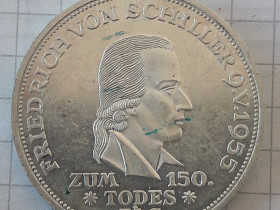 FRIEDRICH VON SCHILLER 9.V.1955
ZUM 150.
* TODES *